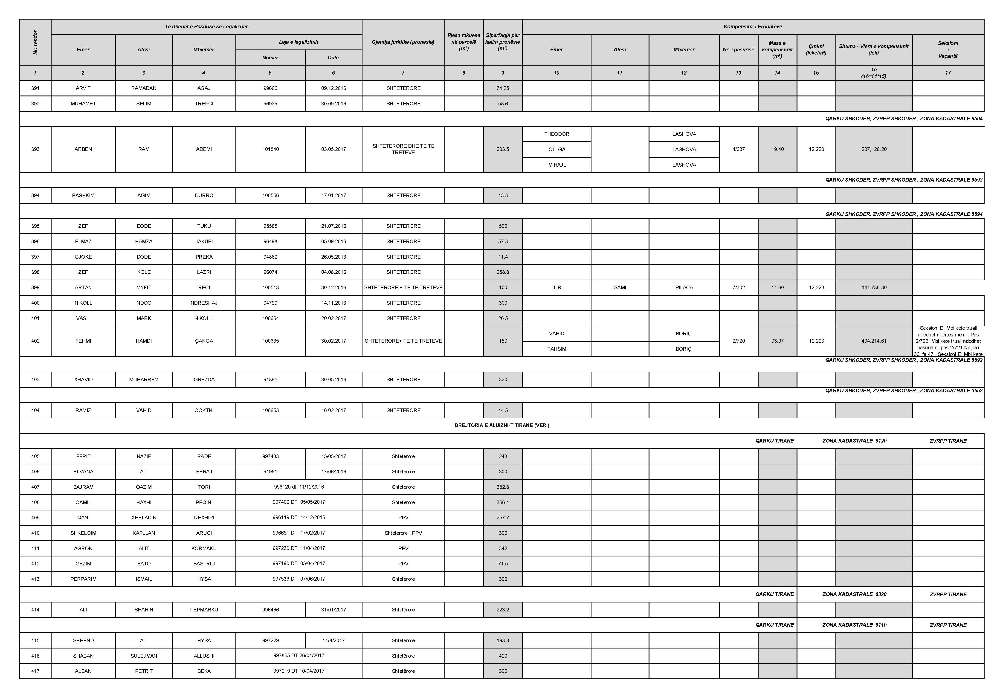 Nr. rendor
Të dhënat e Pasurisë së Legalizuar
Emër Atësi Mbiemër
Leja e legalizimit
Numer Date
Gjendja juridike (pronesia)
Pjesa takuese
në parcelë
(m²)
Sipërfaqja për
kalim pronësie
(m²)
Kompensimi i Pronarëve
Emër Atësi Mbiemër Nr. i pasurisë
Masa e
kompensimit
(m²)
Çmimi
(leke/m²)
Shuma - Vlera e kompensimit
(lek)
Seksioni
i
Veçantë
1 2 3 4 5 6 7 8 9 10 11 12 13 14 15 16 17
(16=14*15)
391 ARVIT RAMADAN AGAJ 99666 09.12.2016 SHTETERORE 74.25
392 MUHAMET SELIM TREPÇI 96939 30.09.2016 SHTETERORE 58.6
QARKU SHKODER, ZVRPP SHKODER , ZONA KADASTRALE 8594
393 ARBEN RAM ADEMI 101840 03.05.2017 SHTETERORE DHE TE TE
TRETEVE
233.5
THEODOR LASHOVA
OLLGA LASHOVA
MIHAJL LASHOVA
4/687 19.40 12,223 237,126.20
QARKU SHKODER, ZVRPP SHKODER , ZONA KADASTRALE 8593
394 BASHKIM AGIM DURRO 100556 17.01.2017 SHTETERORE 43.8
QARKU SHKODER, ZVRPP SHKODER , ZONA KADASTRALE 8594
395 ZEF DODE TUKU 95585 21.07.2016 SHTETERORE 500
396 ELMAZ HAMZA JAKUPI 96498 05.09.2016 SHTETERORE 57.8
397 GJOKE DODE PREKA 94862 26.05.2016 SHTETERORE 11.4
398 ZEF KOLE LAZRI 96074 04.08.2016 SHTETERORE 258.8
399 ARTAN MYFIT REÇI 100513 30.12.2016 SHTETERORE + TE TE TRETEVE 100 ILIR SAMI PILACA 7/302 11.60 12,223 141,786.80
400 NIKOLL NDOC NDRESHAJ 94799 14.11.2016 SHTETERORE 300
401 VASIL MARK NIKOLLI 100664 20.02.2017 SHTETERORE 26.5
402 FEHMI HAMDI ÇANGA 100665 30.02.2017 SHTETERORE+ TE TE TRETEVE 153
VAHID BORIÇI
TAHSIM BORIÇI
2/720 33.07 12,223 404,214.61
Seksioni D: Mbi kete truall
ndodhet ndertes me nr. Pas
2/722, Mbi kete truall ndodhet
pasuria nr.pas 2/721 Nd, vol
36, fa 47, Seksioni E: Mbi kete
QARKU SHKODER, ZVRPP SHKODER , ZONA KADASTRALE 8592
403 XHAVID MUHARREM GREZDA 94895 30.05.2016 SHTETERORE 320
QARKU SHKODER, ZVRPP SHKODER , ZONA KADASTRALE 3652
404 RAMIZ VAHID QOKTHI 100653 16.02.2017 SHTETERORE 44.5
DREJTORIA E ALUIZNI-T TIRANE (VERI)
QARKU TIRANE ZONA KADASTRALE 8120 ZVRPP TIRANE
405 FERIT NAZIF RADE 997433 15/05/2017 Shtetërore 243
406 ELVANA ALI BERAJ 91981 17/06/2016 Shtetërore 300
407 BAJRAM QAZIM TORI 996120 dt. 11/12/2016 Shteterore 382.8
408 QAMIL HAXHI PEQINI 997402 DT. 05/05/2017 Shteterore 366.4
409 QANI XHELADIN NEXHIPI 996119 DT. 14/12/2016 PPV 257.7
410 SHKELQIM KAPLLAN ARUCI 996651 DT. 17/02/2017 Shteterore+ PPV 300
411 AGRON ALIT KORMAKU 997230 DT. 11/04/2017 PPV 342
412 GEZIM BATO BASTRIU 997190 DT. 05/04/2017 PPV 71.5
413 PERPARIM ISMAIL HYSA 997536 DT. 07/06/2017 Shteterore 303
QARKU TIRANE ZONA KADASTRALE 8320 ZVRPP TIRANE
414 ALI SHAHIN PEPMARKU 996466 31/01/2017 Shtetërore 223.2
QARKU TIRANE ZONA KADASTRALE 8110 ZVRPP TIRANE
415 SHPEND ALI HYSA 997229 11/4/2017 Shtetërore 198.8
416 SHABAN SULEJMAN ALLUSHI 997855 DT 26/04/2017 Shtetërore 420
417 ALBAN PETRIT BEKA 997219 DT 10/04/2017 Shtetërore 300